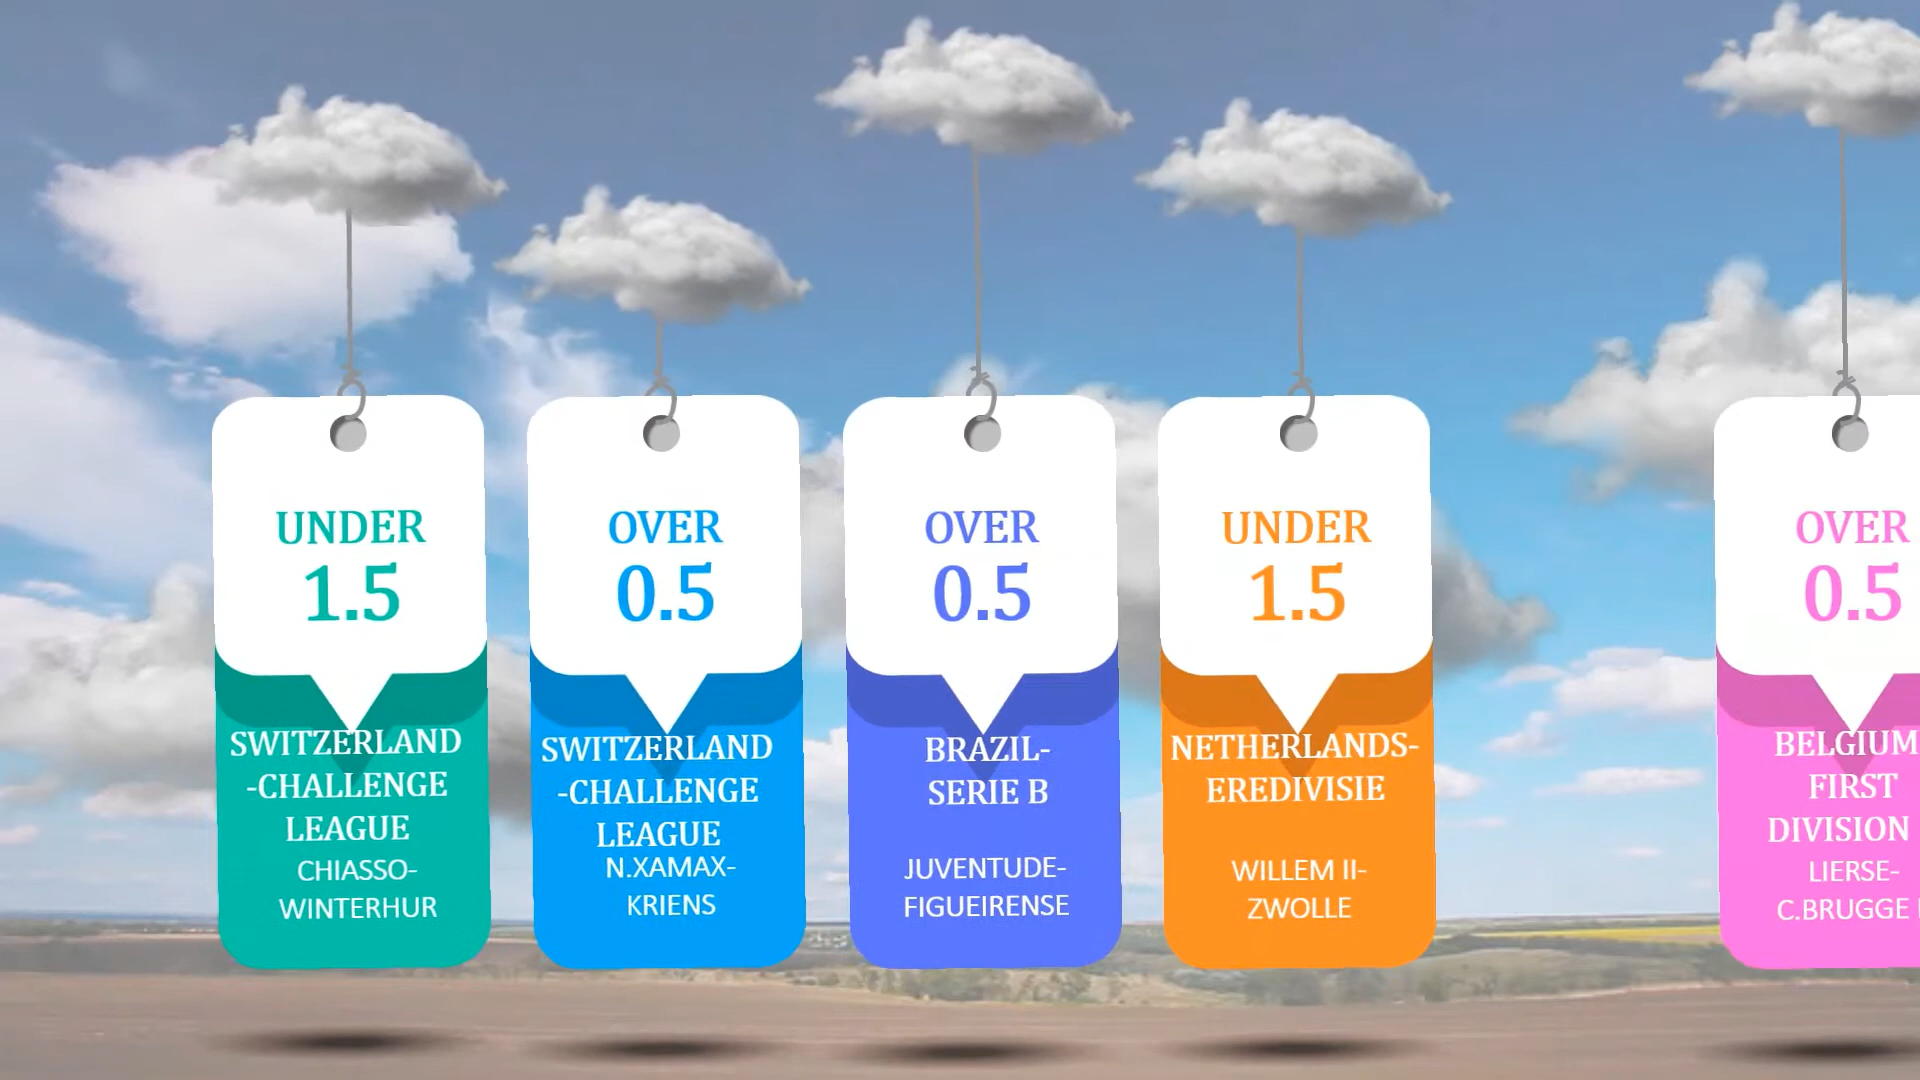 UNDER
1.5
SWITZERLAND
-CHALLENGE
LEAGUE
CHIASSO-
WINTERHUR
OVER
0.5
SWITZERLAND
-CHALLENGE
LEAGUE
N.XAMAX-
KRIENS
OVER
0.5
BRAZIL-
SERIE B
JUVENTUDE-
FIGUEIRENSE
UNDER
1.5
NETHERLANDS-
EREDIVISIE
WILLEM II-
ZWOLLE
OVER
0.5
BELGIUM
FIRST
DIVISION
LIERSE-
C.BRUGGE